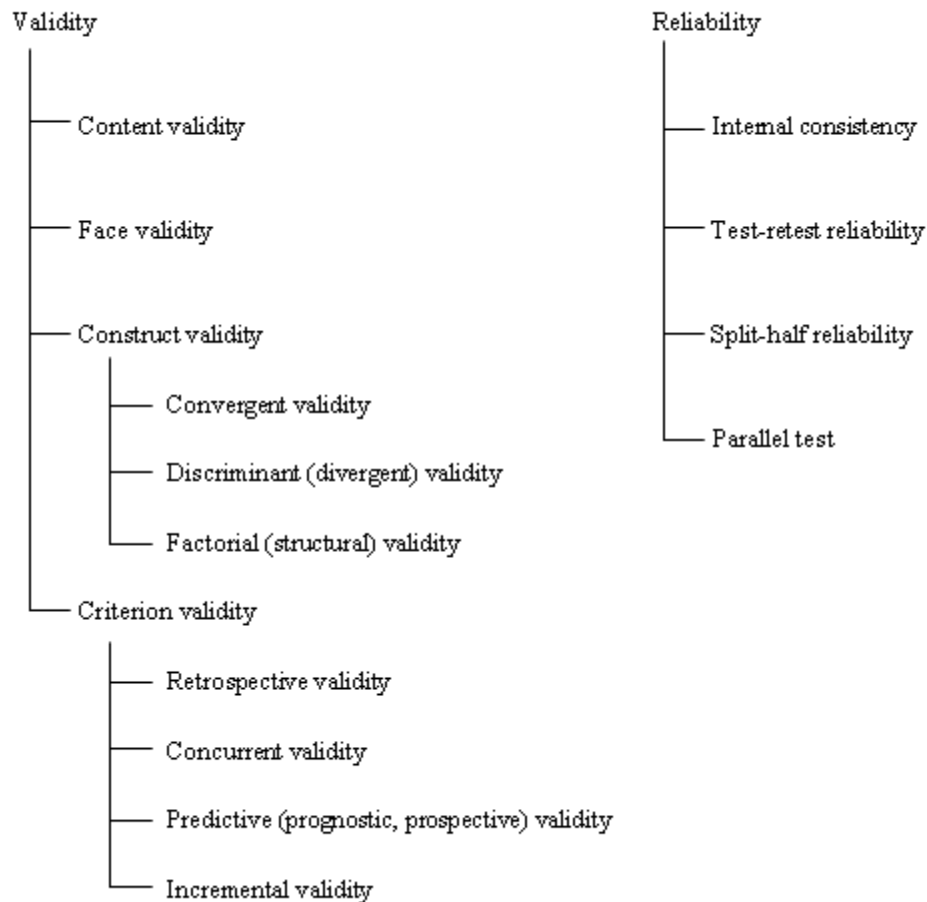 Validity
Content validity
Face validity
Construct validity
Convergent validity
Discriminant (divergent) validity
Factorial (structural) validity
Criterion validity
Retrospective validity
Concurrent validity
Predictive (prognostic, prospective) validity
Incremental validity
Reliability
Internal consistency
Test-retest reliability
Split-half reliability
Parallel test